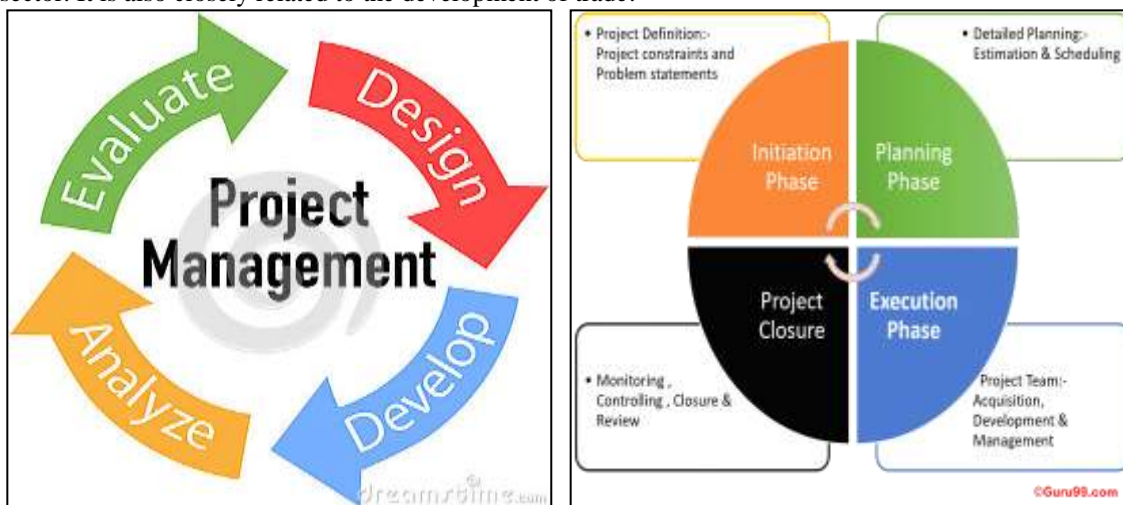 sector. It is also closely related to the development of trade.
Evaluate
Design
Project
Management
Analyze
Develop
dreamstime.com
• Project Definition:-
Project constraints and
Problem statements
• Detailed Planning:-
Estimation & Scheduling
Initiation
Phase
Planning
Phase
Project
Closure
Execution
Phase
• Monitoring ,
Controlling , Closure &
Review
Project Team:-
Acquisition,
Development &
Management
©Guru99.com